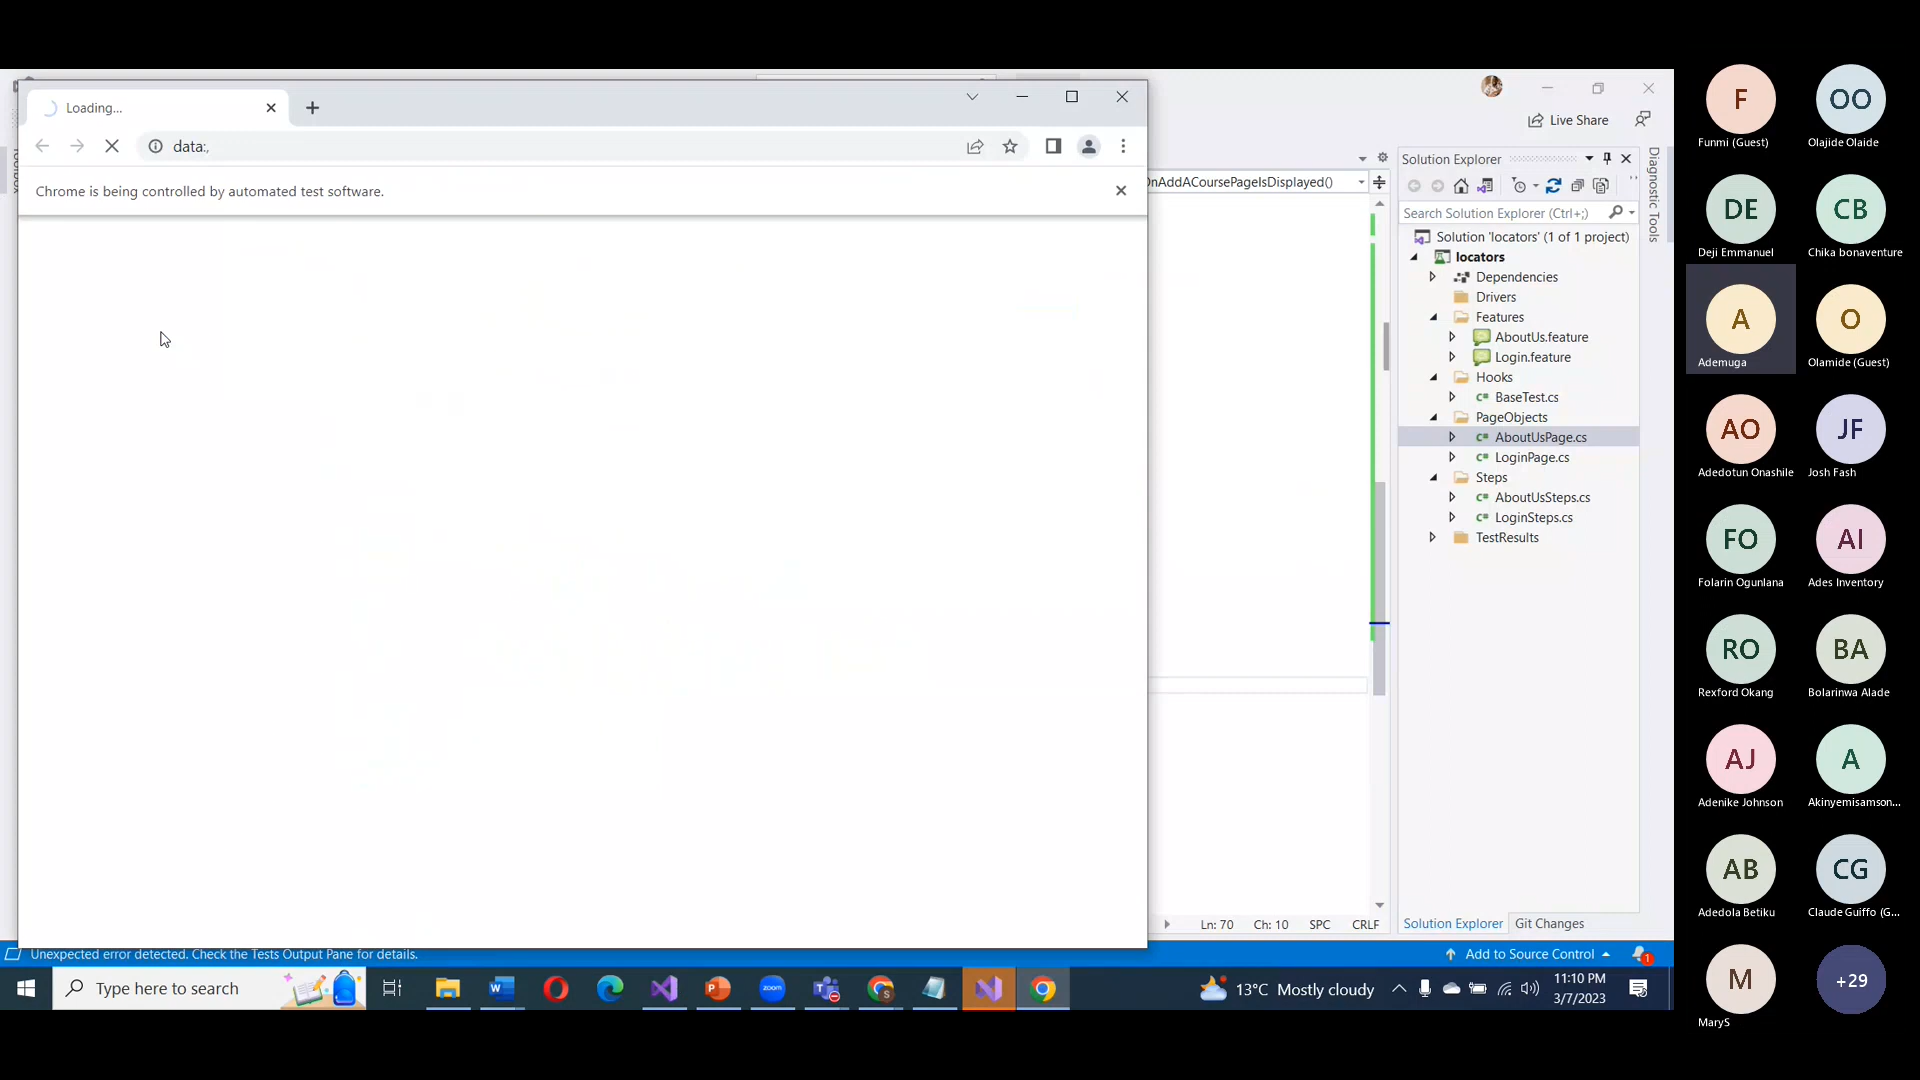 Loading...
data:,
Chrome is being controlled by automated test software.
Live Share
OnAddACoursePageIsDisplayed()
Solution Explorer
Search Solution Explorer (Ctrl+;)
Solution 'locators' (1 of 1 project)
locators
Dependencies
Drivers
Features
AboutUs.feature
Login.feature
Hooks
BaseTest.cs
PageObjects
AboutUsPage.cs
LoginPage.cs
Steps
AboutUsSteps.cs
LoginSteps.cs
TestResults
Diagnostic Tools
Ln: 70 Ch: 10 SPC CRLF
Solution Explorer Git Changes
Unexpected error detected. Check the Tests Output Pane for details.
Add to Source Control
1
Type here to search
zoom
13°C Mostly cloudy
11:10 PM
3/7/2023
F
Funmi (Guest)
OO
Olajide Olaide
DE
Deji Emmanuel
CB
Chika bonaventure
A
Ademuga
O
Olamide (Guest)
AO
Adedotun Onashile
JF
Josh Fash
FO
Folarin Ogunlana
AI
Ades Inventory
RO
Rexford Okang
BA
Bolarinwa Alade
AJ
Adenike Johnson
A
Akinyemisamson...
AB
Adedola Betiku
CG
Claude Guiffo (G...
M
MaryS
+29